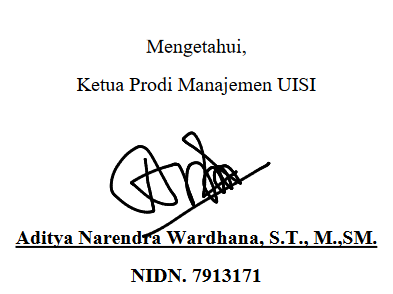 Mengetahui,
Ketua Prodi Manajemen UISI
Aditya Narendra Wardhana, S.T., M.,SM.
NIDN. 7913171